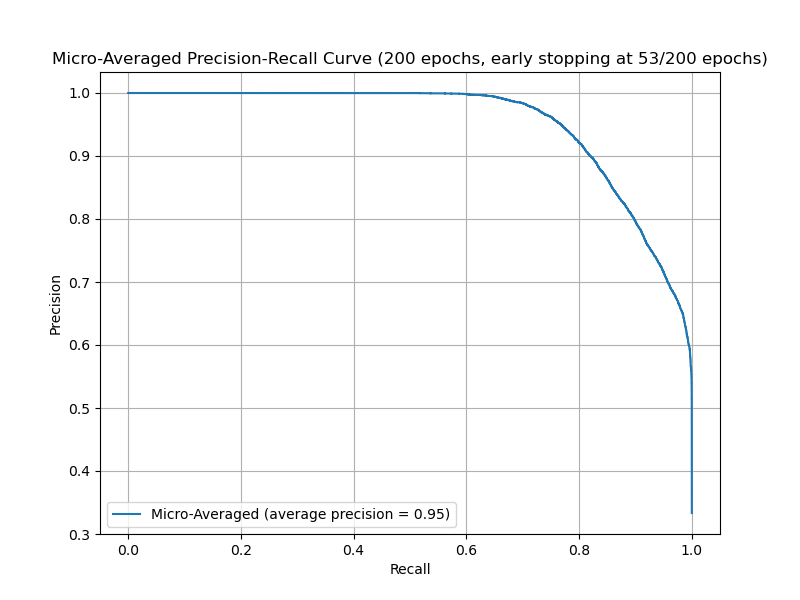 Micro-Averaged Precision-Recall Curve (200 epochs, early stopping at 53/200 epochs)
1.0
0.9
0.8
0.7
0.6
0.5
0.4
0.3
Precision
Micro-Averaged (average precision = 0.95)
0.0 0.2 0.4 0.6 0.8 1.0
Recall